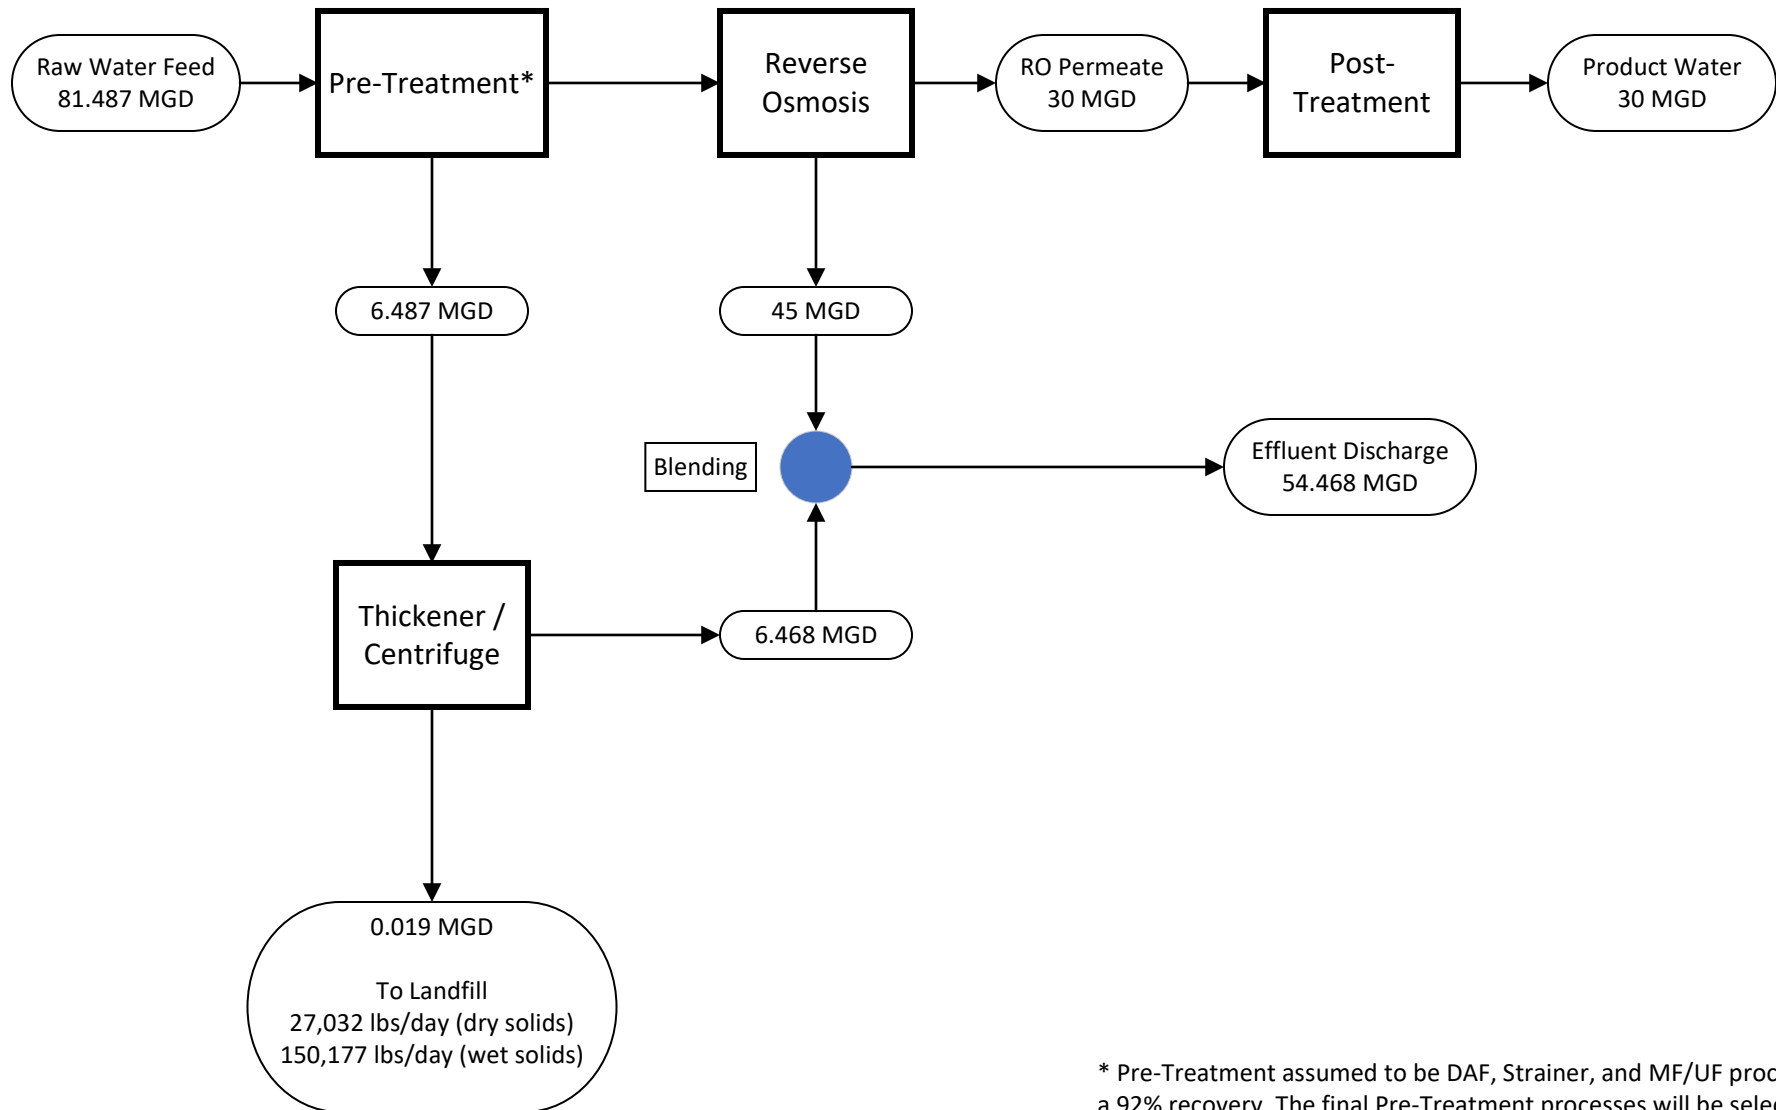 Raw Water Feed
81.487 MGD
Pre-Treatment*
Reverse
Osmosis
RO Permeate
30 MGD
Post-
Treatment
Product Water
30 MGD
6.487 MGD
45 MGD
Blending
Effluent Discharge
54.468 MGD
Thickener /
Centrifuge
6.468 MGD
0.019 MGD
To Landfill
27,032 lbs/day (dry solids)
150,177 lbs/day (wet solids)
* Pre-Treatment assumed to be DAF, Strainer, and MF/UF proc
a 92% recovery. The final Pre-Treatment processes will be selec